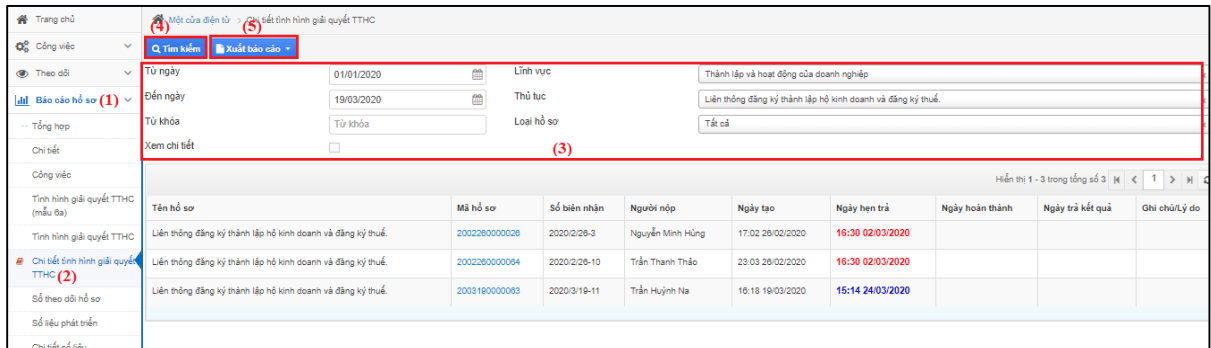 Trang chủ
Công việc
Theo dõi
Báo cáo hồ sơ (1)
Tổng hợp
Chi tiết
Công việc
Tình hình giải quyết TTHC
(mẫu 6a)
Tình hình giải quyết TTHC
Chi tiết tình hình giải quyết
TTHC (2)
Sổ theo dõi hồ sơ
Số liệu phát triển
Chi tiết số liệu
Một cửa điện tử > Chi tiết tình hình giải quyết TTHC
(4) (5)
Tìm kiếm Xuất báo cáo
Từ ngày 01/01/2020 Lĩnh vực Thành lập và hoạt động của doanh nghiệp
Đến ngày 19/03/2020 Thủ tục Liên thông đăng ký thành lập hộ kinh doanh và đăng ký thuế.
Từ khóa Từ khóa Loại hồ sơ Tất cả
Xem chi tiết (3)
Hiển thị 1 - 3 trong tổng số 3 1
Tên hồ sơ Mã hồ sơ Số biên nhận Người nộp Ngày tạo Ngày hẹn trả Ngày hoàn thành Ngày trả kết quả Ghi chú/Lý do
Liên thông đăng ký thành lập hộ kinh doanh và đăng ký thuế. 2002260000026 2020/2/26-3 Nguyễn Minh Hùng 17:02 26/02/2020 16:30 02/03/2020
Liên thông đăng ký thành lập hộ kinh doanh và đăng ký thuế. 2002260000064 2020/2/26-10 Trần Thanh Thảo 23:03 26/02/2020 16:30 02/03/2020
Liên thông đăng ký thành lập hộ kinh doanh và đăng ký thuế. 2003190000063 2020/3/19-11 Trần Huỳnh Na 16:18 19/03/2020 15:14 24/03/2020